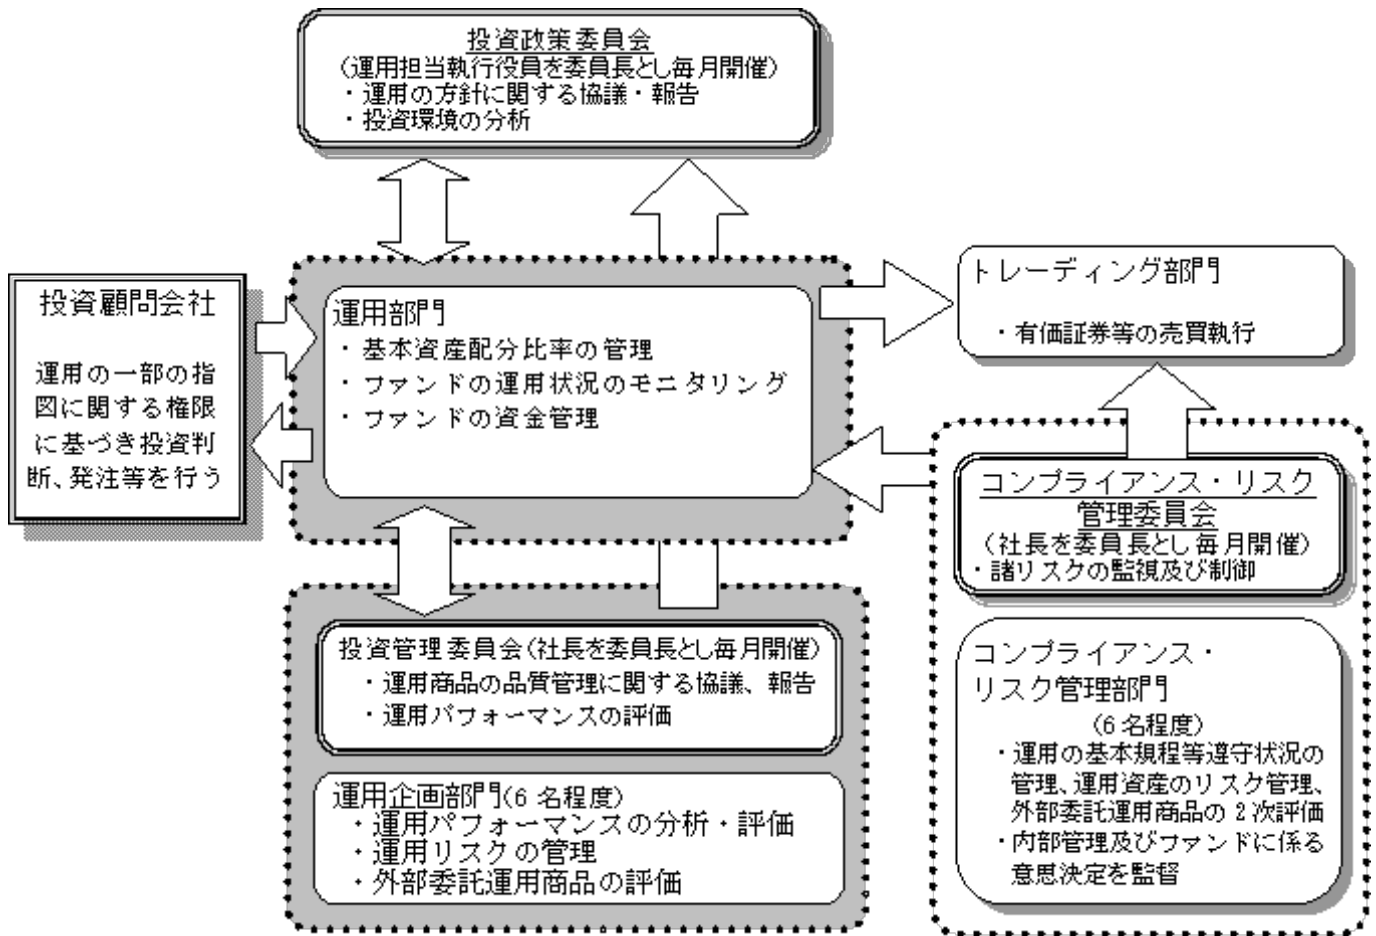 投資政策委員会
(運用担当執行役員を委員長とし毎月開催)
・運用の方針に関する協議・報告
・投資環境の分析
投資顧問会社
運用の一部の指
図に関する権限
に基づき投資判
断、発注等を行う
運用部門
・基本資産配分比率の管理
・ファンドの運用状況のモニタリング
・ファンドの資金管理
トレーディング部門
・有価証券等の売買執行
コンプライアンス・リスク
管理委員会
(社長を委員長とし毎月開催)
・諸リスクの監視及び制御
コンプライアンス・
リスク管理部門
(6名程度)
・運用の基本規程等遵守状況の
管理、運用資産のリスク管理、
外部委託運用商品の2次評価
・内部管理及びファンドに係る
意思決定を監督
投資管理委員会(社長を委員長とし毎月開催)
・運用商品の品質管理に関する協議、報告
・運用パフォーマンスの評価
運用企画部門(6名程度)
・運用パフォーマンスの分析・評価
・運用リスクの管理
・外部委託運用商品の評価